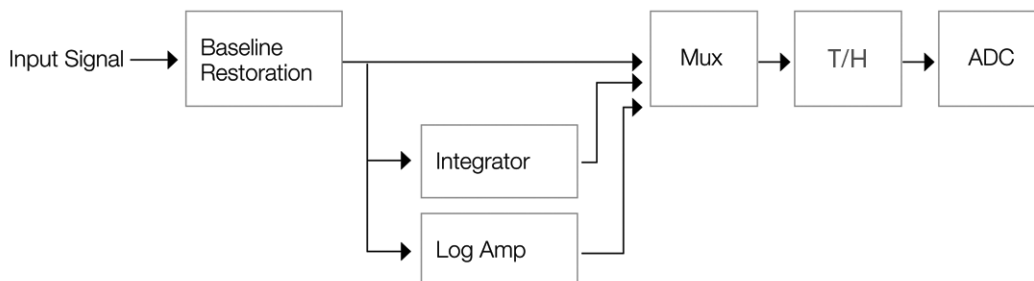 Input Signal
Baseline
Restoration
Mux
T/H
ADC
Integrator
Log Amp